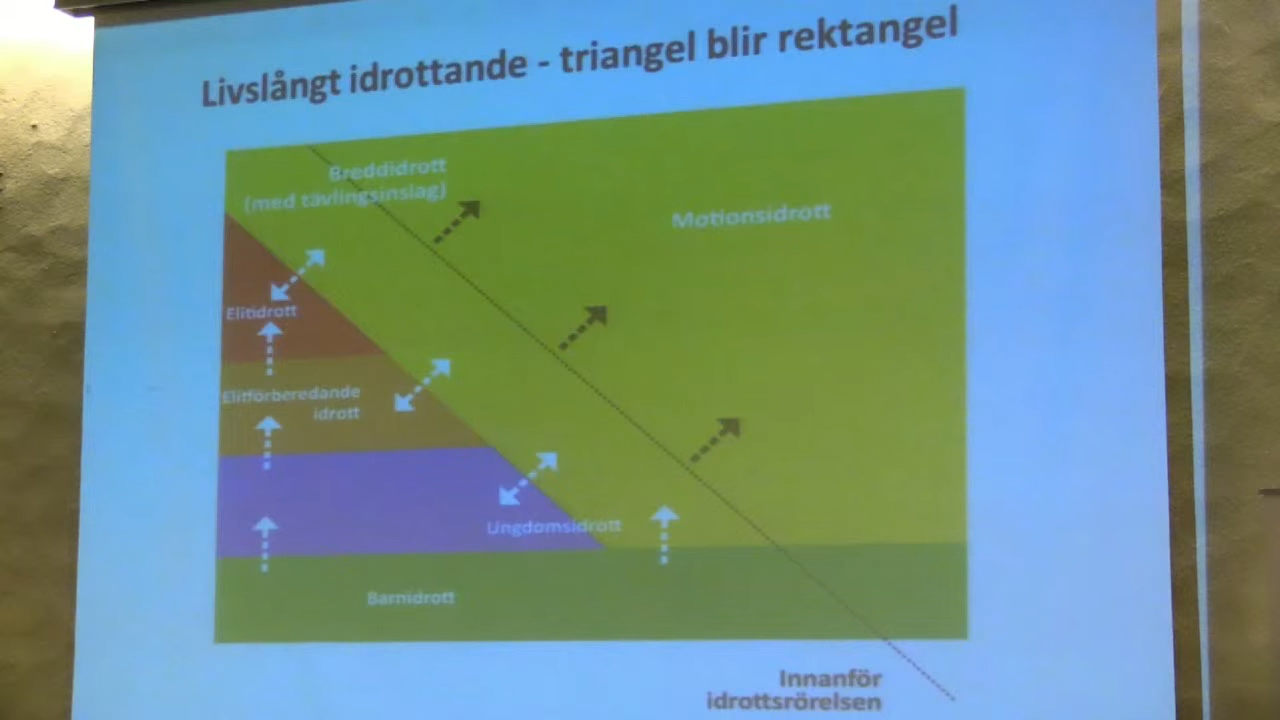 Livslångt idrottande - triangel blir rektangel
Breddidrott
(med tävlingsinslag)
Motionsidrott
Elitidrott
Elitförberedande
idrott
Ungdomsidrott
Barnidrott
Innanför
idrottsrörelsen